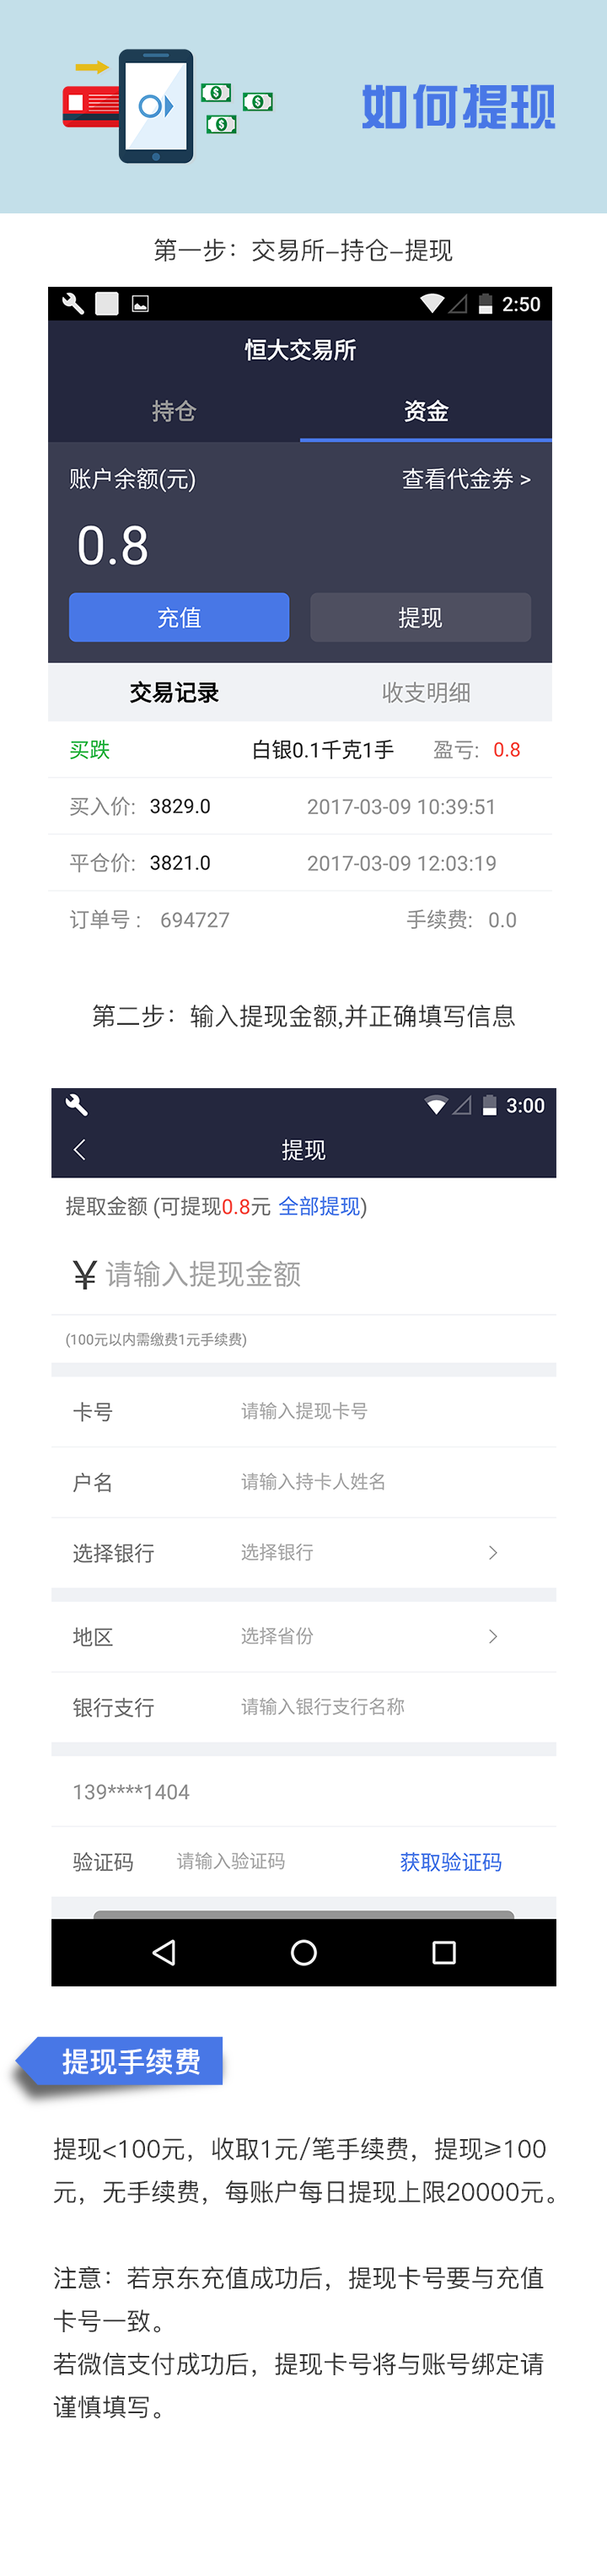 如何提现
第一步：交易所-持仓-提现
2:50
恒大交易所
持仓 资金
账户余额(元) 查看代金券 >
0.8
充值 提现
交易记录 收支明细
买跌 白银0.1千克1手 盈亏: 0.8
买入价: 3829.0 2017-03-09 10:39:51
平仓价: 3821.0 2017-03-09 12:03:19
订单号： 694727 手续费: 0.0
第二步：输入提现金额,并正确填写信息
3:00
提现
提取金额 (可提现0.8元 全部提现)
¥ 请输入提现金额
(100元以内需缴费1元手续费)
卡号 请输入提现卡号
户名 请输入持卡人姓名
选择银行 选择银行
地区 选择省份
银行支行 请输入银行支行名称
139****1404
验证码 请输入验证码 获取验证码
提现手续费
提现<100元，收取1元/笔手续费，提现≥100
元，无手续费，每账户每日提现上限20000元。
注意：若京东充值成功后，提现卡号要与充值
卡号一致。
若微信支付成功后，提现卡号将与账号绑定请
谨慎填写。